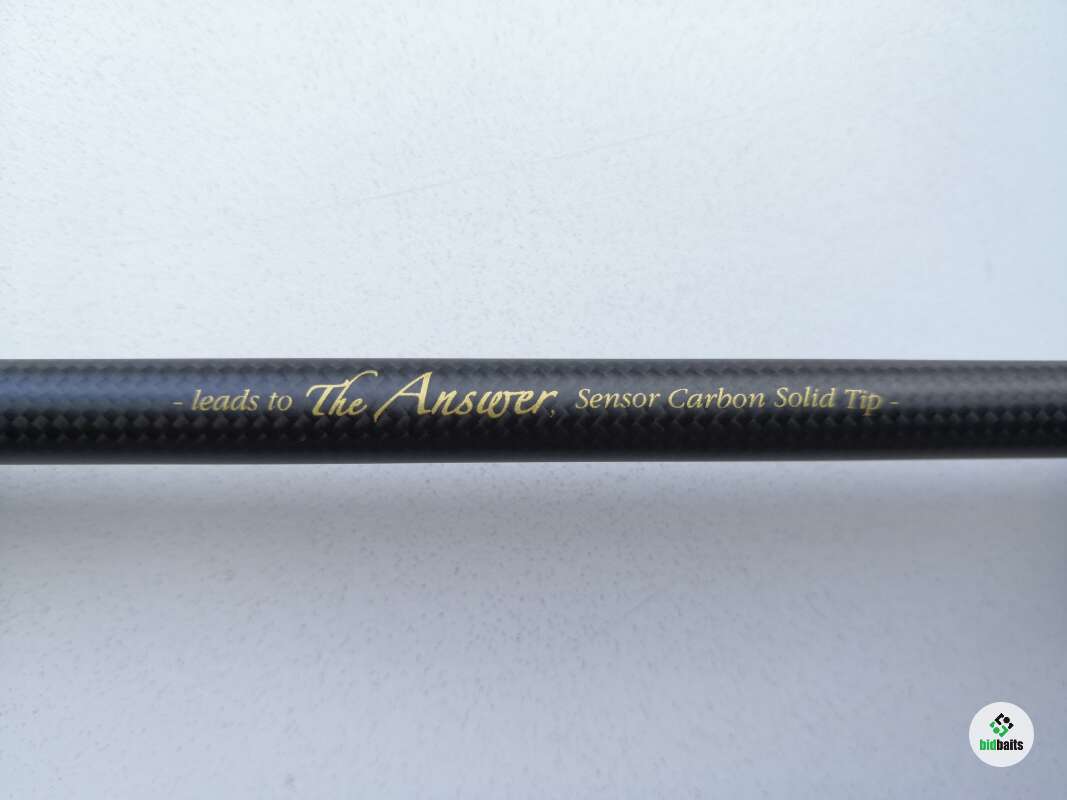 - leads to The Answer, Sensor Carbon Solid Tip -
bidbaits